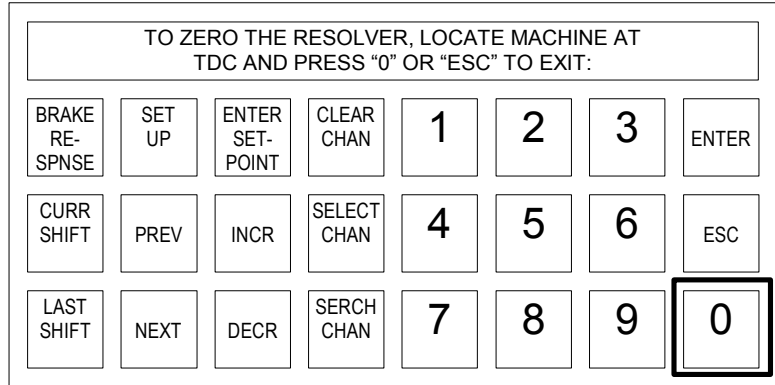 TO ZERO THE RESOLVER, LOCATE MACHINE AT
TDC AND PRESS “0” OR “ESC” TO EXIT:
BRAKE
RE-
SPNSE
SET
UP
ENTER
SET-
POINT
CLEAR
CHAN
1
2
3
ENTER
CURR
SHIFT
PREV
INCR
SELECT
CHAN
4
5
6
ESC
LAST
SHIFT
NEXT
DECR
SERCH
CHAN
7
8
9
0